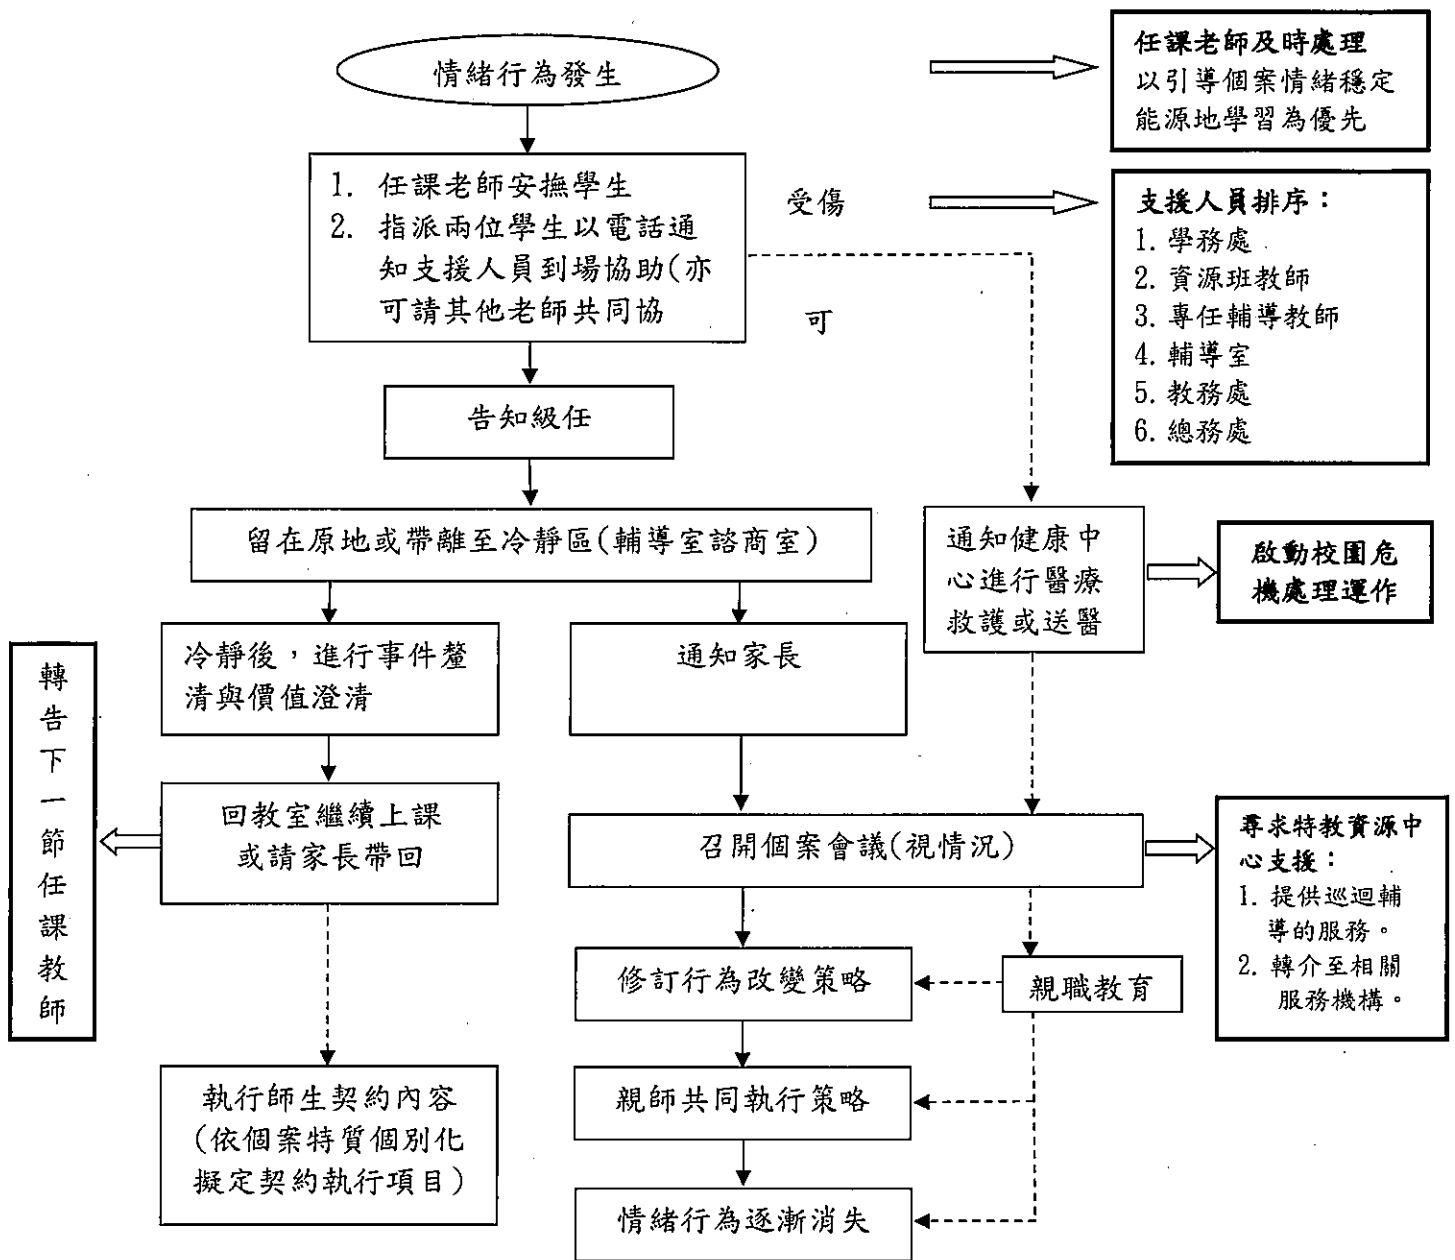 情緒行為發生
任課老師及時處理
以引導個案情緒穩定
能源地學習為優先
1. 任課老師安撫學生
2. 指派兩位學生以電話通
知支援人員到場協助(亦
可請其他老師共同協
受傷
可
支援人員排序：
1. 學務處
2. 資源班教師
3. 專任輔導教師
4. 輔導室
5. 教務處
6. 總務處
告知級任
留在原地或帶離至冷靜區(輔導室諮商室)
通知健康中
心進行醫療
救護或送醫
啟動校園危
機處理運作
冷靜後，進行事件釐
清與價值澄清
通知家長
轉告下一節任課教師
回教室繼續上課
或請家長帶回
召開個案會議(視情況)
尋求特教資源中
心支援：
1. 提供巡迴輔
導的服務。
2. 轉介至相關
服務機構。
修訂行為改變策略
親職教育
執行師生契約內容
(依個案特質個別化
擬定契約執行項目)
親師共同執行策略
情緒行為逐漸消失